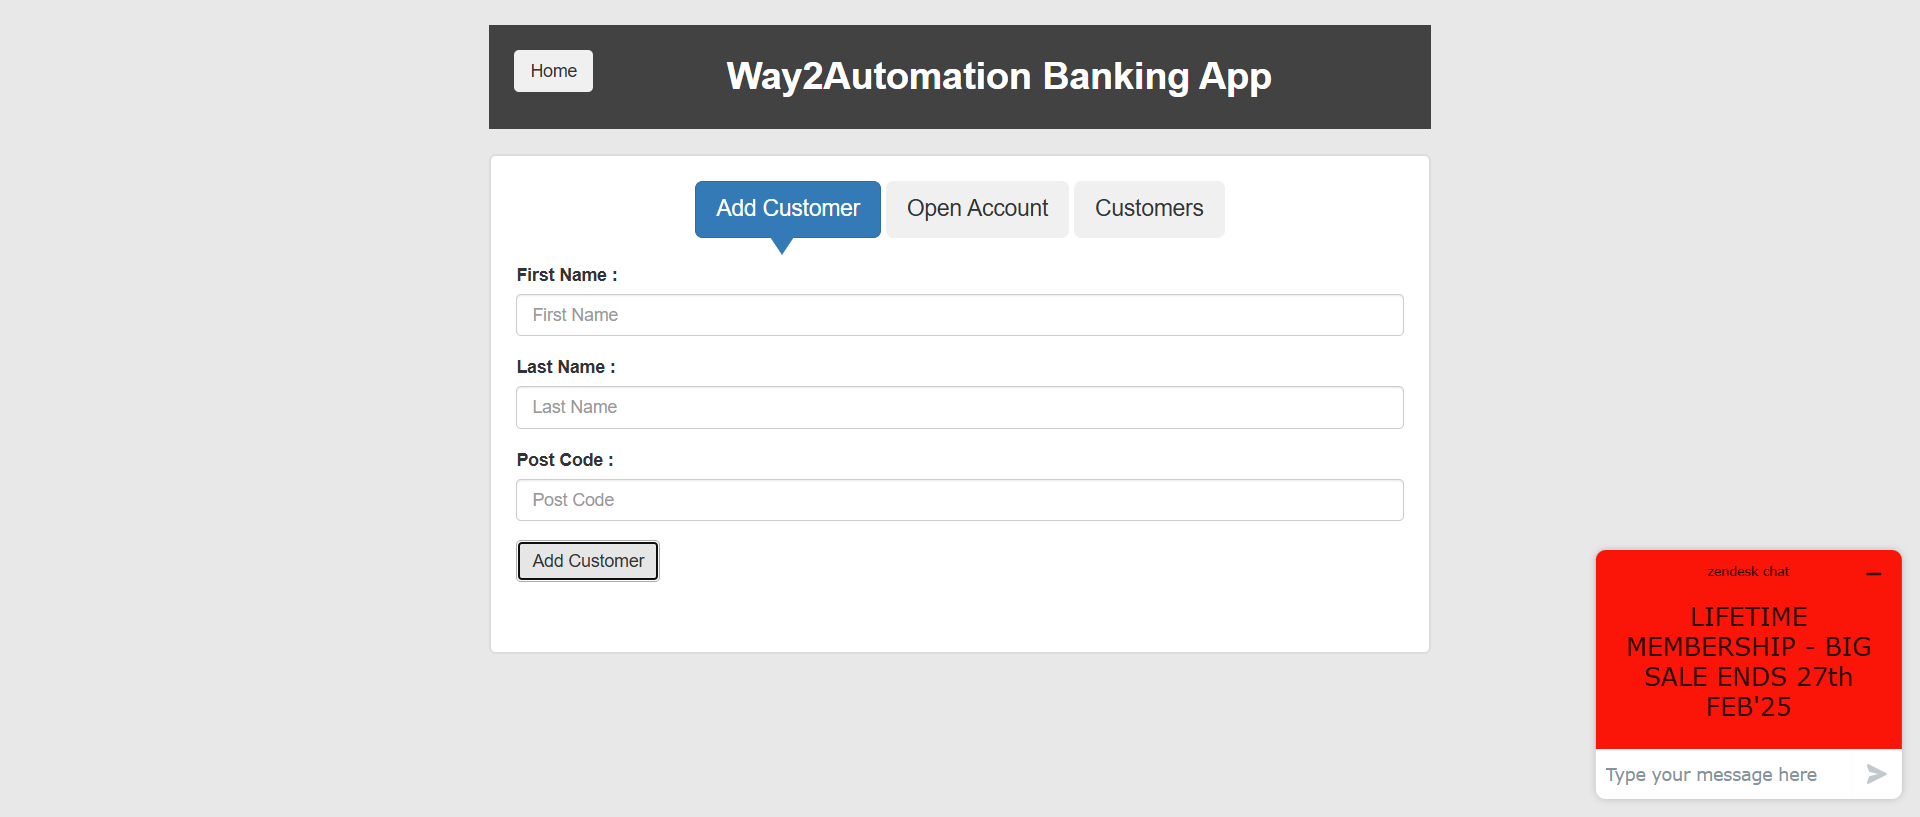 Home
Way2Automation Banking App
Add Customer
Open Account
Customers
First Name :
First Name
Last Name :
Last Name
Post Code :
Post Code
Add Customer
zendesk chat
LIFETIME
MEMBERSHIP - BIG
SALE ENDS 27th
FEB'25
Type your message here